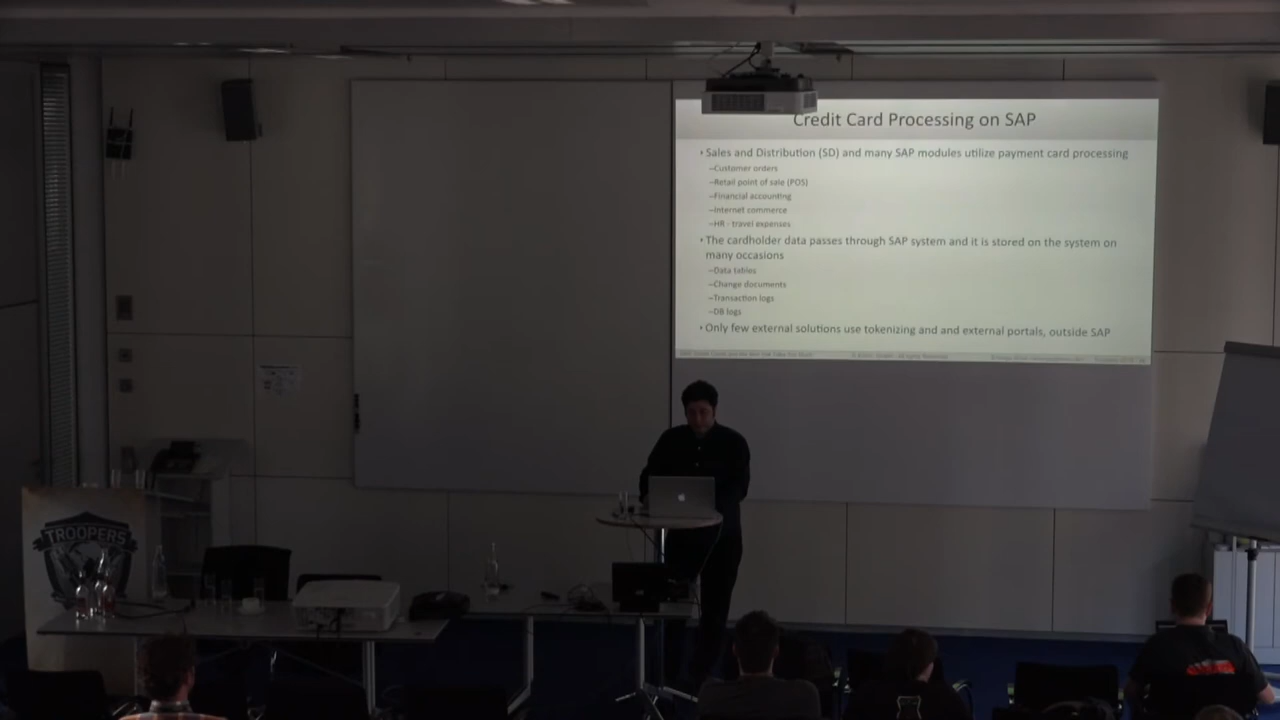 Credit Card Processing on SAP
• Sales and Distribution (SD) and many SAP modules utilize payment card processing
–Customer orders
–Retail point of sale (POS)
–Financial accounting
–Internet commerce
–HR - travel expenses
• The cardholder data passes through SAP system and it is stored on the system on
many occasions
–Data tables
–Change documents
–Transaction logs
–DB logs
• Only few external solutions use tokenizing and and external portals, outside SAP
TROOPERS